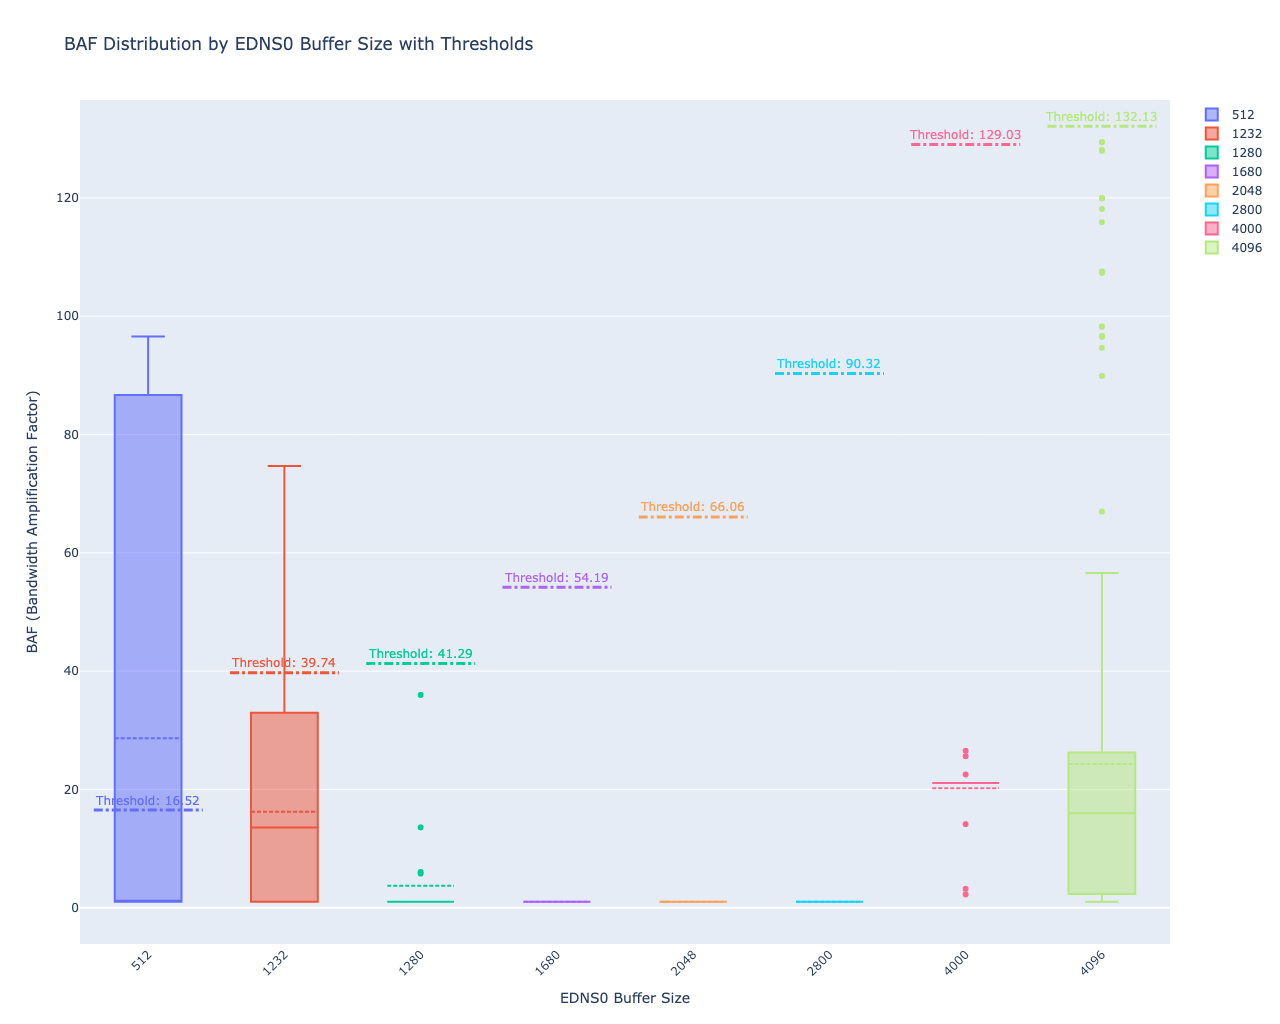 BAF Distribution by EDNS0 Buffer Size with Thresholds
Threshold: 132.13
Threshold: 129.03
Threshold: 90.32
Threshold: 66.06
Threshold: 54.19
Threshold: 41.29
Threshold: 39.74
Threshold: 16.52
120
100
80
60
40
20
0
BAF (Bandwidth Amplification Factor)
512
1232
1280
1680
2048
2800
4000
4096
EDNS0 Buffer Size
512
1232
1280
1680
2048
2800
4000
4096